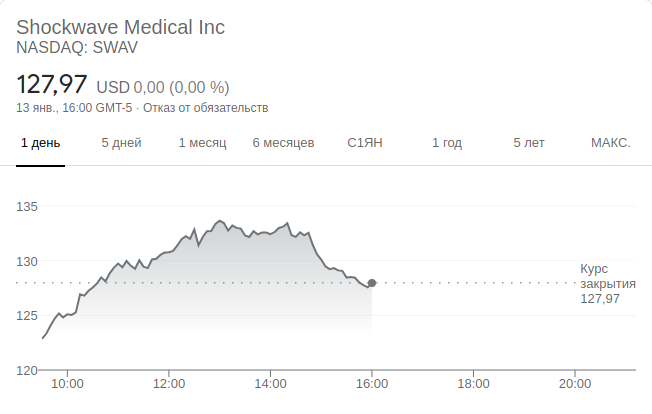 Shockwave Medical Inc
NASDAQ: SWAV
127,97 USD 0,00 (0,00 %)
13 янв., 16:00 GMT-5 · Отказ от обязательств
1 день 5 дней 1 месяц 6 месяцев С1ЯН 1 год 5 лет МАКС.
135
130
Курс
закрытия
127,97
125
120
10:00 12:00 14:00 16:00 18:00 20:00